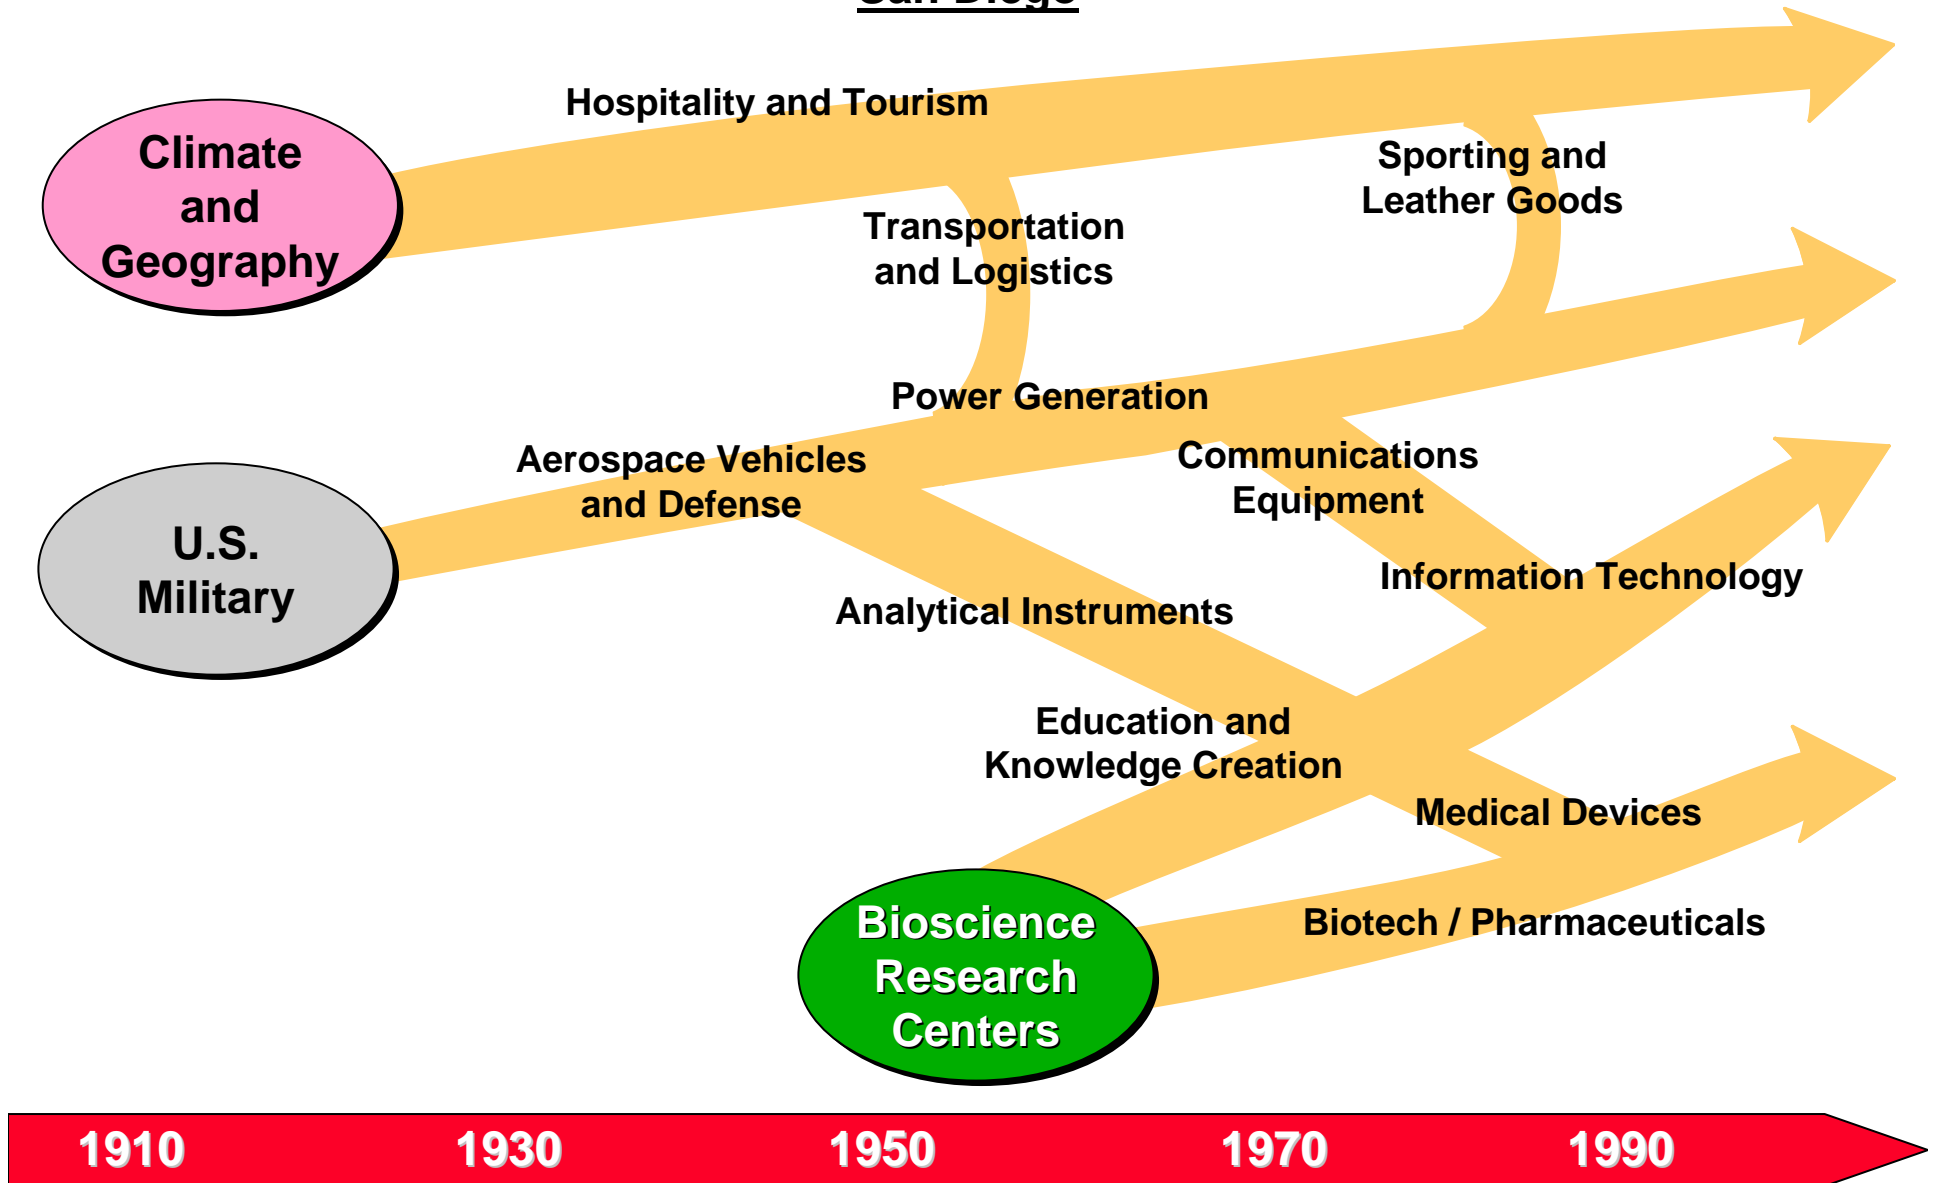 San Diego
Hospitality and Tourism
Climate
and
Geography
Sporting and
Leather Goods
Transportation
and Logistics
Power Generation
Aerospace Vehicles
and Defense
Communications
Equipment
U.S.
Military
Information Technology
Analytical Instruments
Education and
Knowledge Creation
Medical Devices
Bioscience
Research
Centers
Biotech / Pharmaceuticals
1910 1930 1950 1970 1990